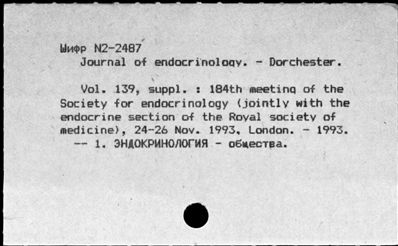 Шифр N2-2487
Journal of endocrinology. - Dorchester.
Vol. 139, suppl. : 184th meeting of the
Society for endocrinology (jointly with the
endocrine section of the Royal society of
medicine), 24-26 Nov. 1993, London. - 1993.
-- 1. ЭНДОКРИНОЛОГИЯ - общества.